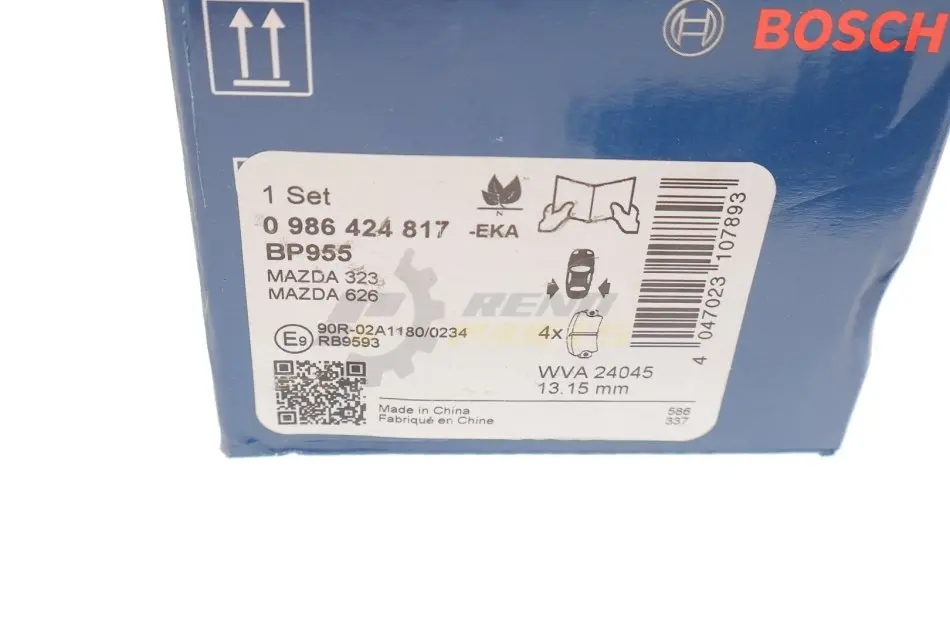 BOSCH
1 Set
0 986 424 817 -EKA
BP955
MAZDA 323
MAZDA 626
E9 90R-02A1180/0234
RB9593
4x
WVA 24045
13.15 mm
Made in China
Fabriqué en Chine
586
337
4 047023 107893
N
RENO